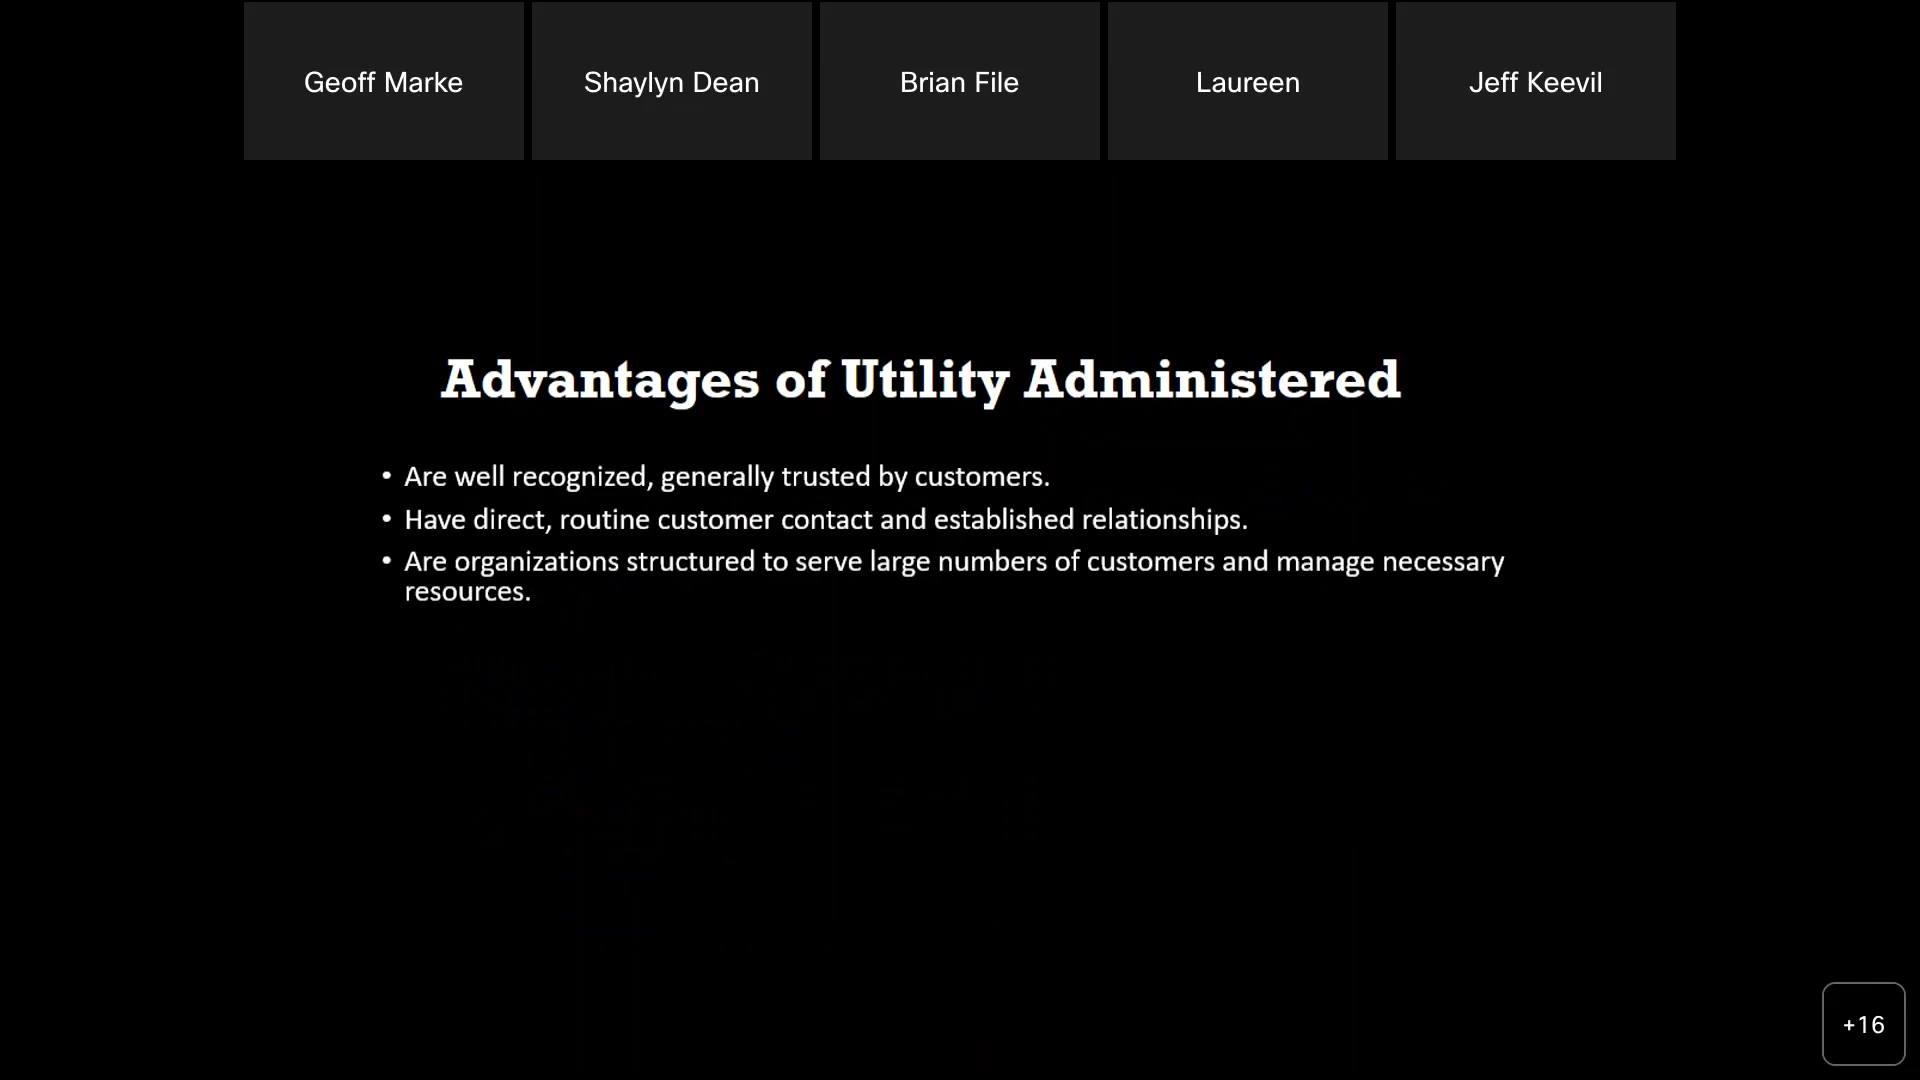 Geoff Marke
Shaylyn Dean
Brian File
Laureen
Jeff Keevil
Advantages of Utility Administered
• Are well recognized, generally trusted by customers.
• Have direct, routine customer contact and established relationships.
• Are organizations structured to serve large numbers of customers and manage necessary
resources.
+16